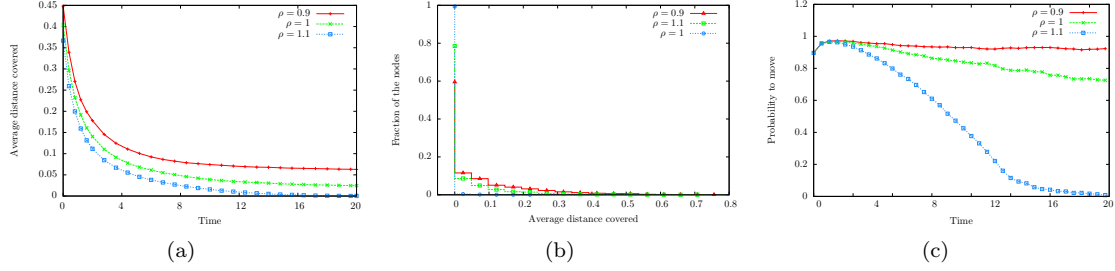 0.45
0.4
0.35
0.3
0.25
0.2
0.15
0.1
0.05
0
Average distance covered
ρ = 0.9
ρ = 1
ρ = 1.1
0 4 8 12 16 20
Time
(a)
1
0.8
0.6
0.4
0.2
0
Fraction of the nodes
ρ = 0.9
ρ = 1.1
ρ = 1
0 0.1 0.2 0.3 0.4 0.5 0.6 0.7 0.8
Average distance covered
(b)
1.2
1
0.8
0.6
0.4
0.2
0
Probability to move
ρ = 0.9
ρ = 1
ρ = 1.1
0 4 8 12 16 20
Time
(c)